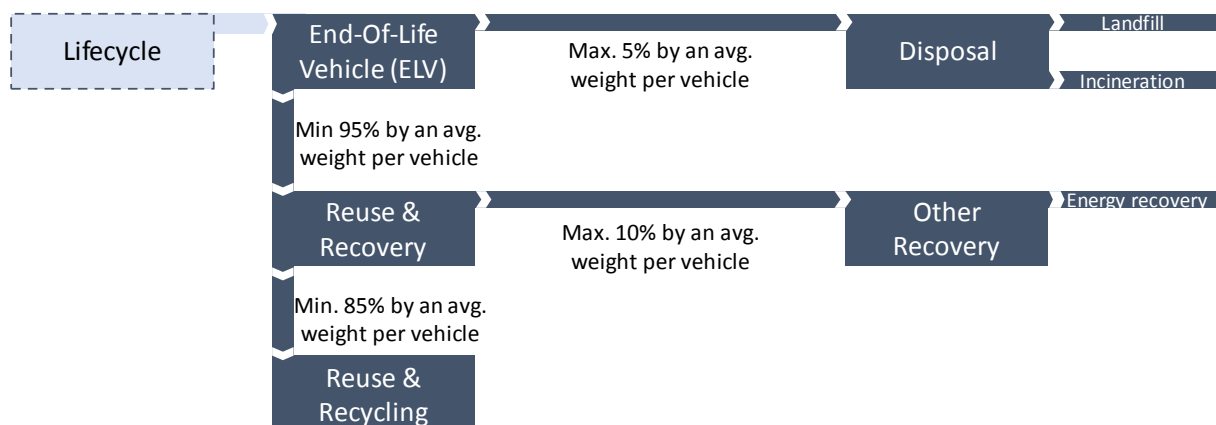 Lifecycle
End-Of-Life
Vehicle (ELV)
Max. 5% by an avg.
weight per vehicle
Disposal
Landfill
Incineration
Min 95% by an avg.
weight per vehicle
Reuse &
Recovery
Max. 10% by an avg.
weight per vehicle
Other
Recovery
Energy recovery
Min. 85% by an avg.
weight per vehicle
Reuse &
Recycling